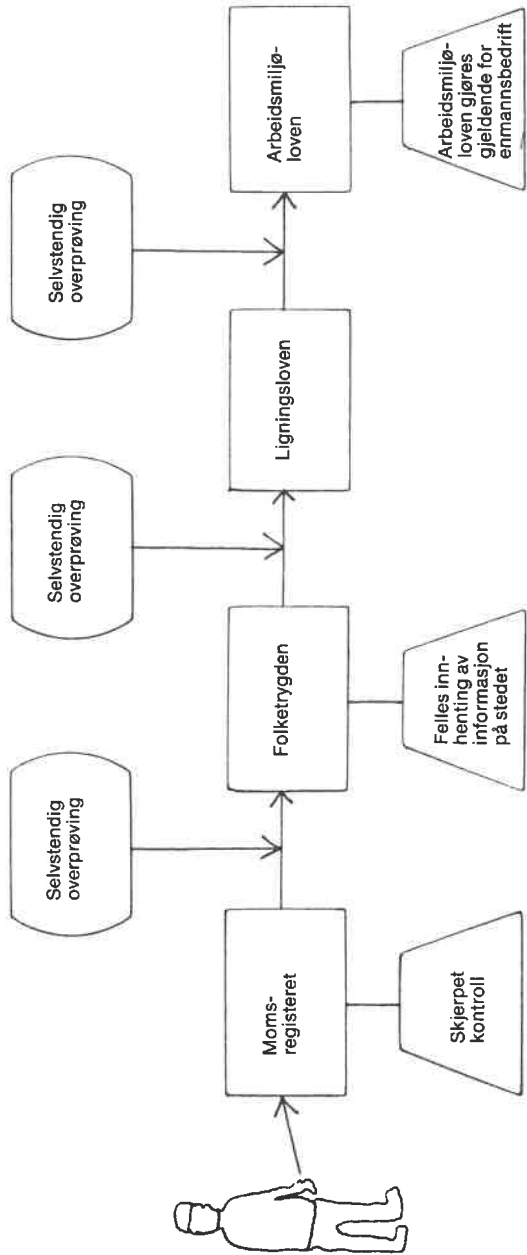 Selvstendig
overprøving
Selvstendig
overprøving
Selvstendig
overprøving
Moms-
registeret
Folketrygden
Ligningsloven
Arbeidsmiljø-
loven
Skjerpet
kontroll
Felles inn-
henting av
informasjon
på stedet
Arbeidsmiljø-
loven gjøres
gjeldende for
enmannsbedrift